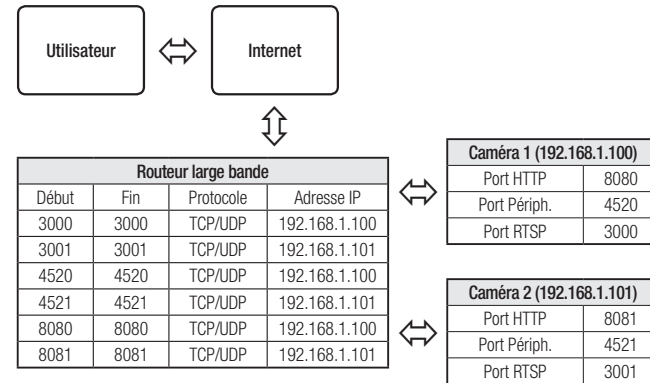 Utilisateur
Internet
Routeur large bande
Début Fin Protocole Adresse IP
3000 3000 TCP/UDP 192.168.1.100
3001 3001 TCP/UDP 192.168.1.101
4520 4520 TCP/UDP 192.168.1.100
4521 4521 TCP/UDP 192.168.1.101
8080 8080 TCP/UDP 192.168.1.100
8081 8081 TCP/UDP 192.168.1.101
Caméra 1 (192.168.1.100)
Port HTTP 8080
Port Périph. 4520
Port RTSP 3000
Caméra 2 (192.168.1.101)
Port HTTP 8081
Port Périph. 4521
Port RTSP 3001